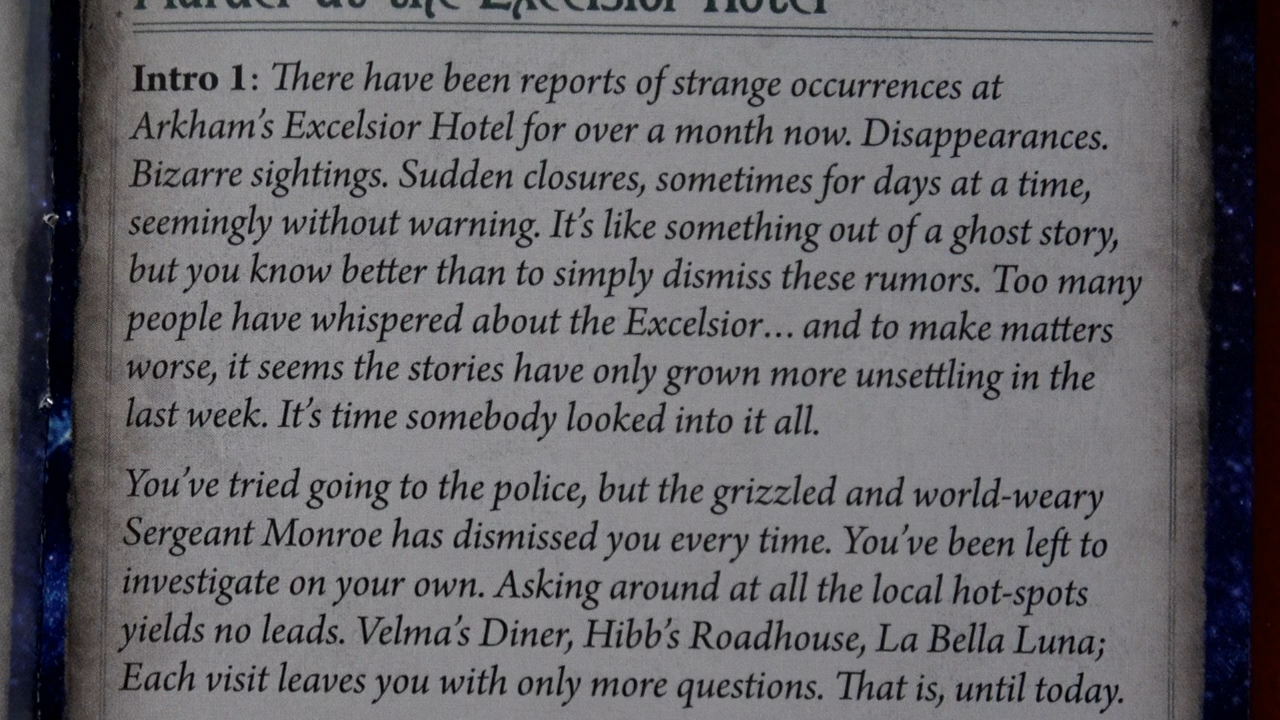 Murder at the Excelsior Hotel
Intro 1: There have been reports of strange occurrences at
Arkham's Excelsior Hotel for over a month now. Disappearances.
Bizarre sightings. Sudden closures, sometimes for days at a time,
seemingly without warning. It's like something out of a ghost story,
but you know better than to simply dismiss these rumors. Too many
people have whispered about the Excelsior… and to make matters
worse, it seems the stories have only grown more unsettling in the
last week. It's time somebody looked into it all.
You've tried going to the police, but the grizzled and world-weary
Sergeant Monroe has dismissed you every time. You've been left to
investigate on your own. Asking around at all the local hot-spots
yields no leads. Velma's Diner, Hibb's Roadhouse, La Bella Luna;
Each visit leaves you with only more questions. That is, until today.